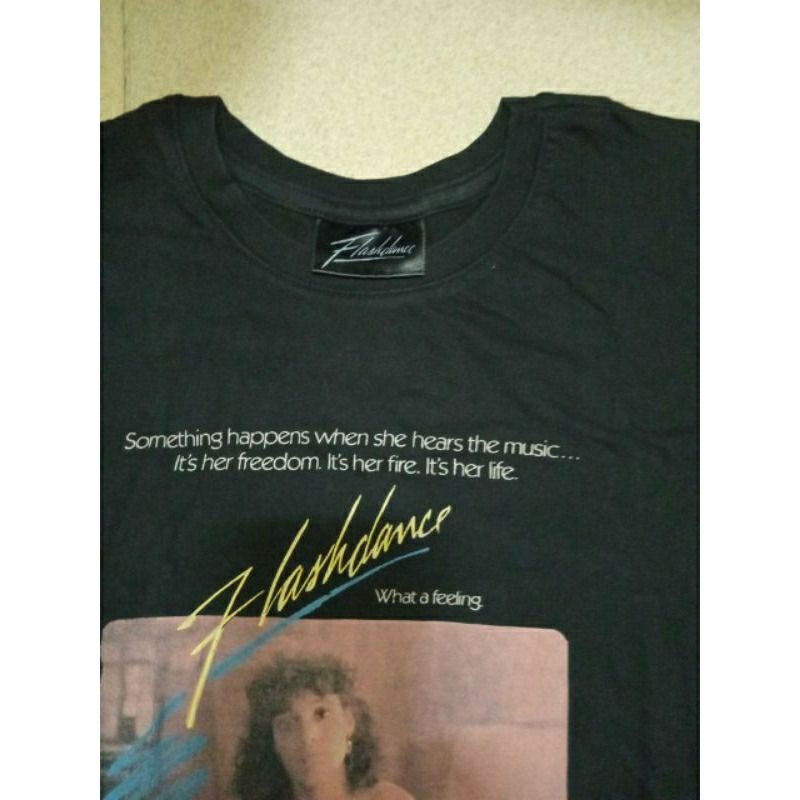 Flashdance
Something happens when she hears the music...
It's her freedom. It's her fire. It's her life.
Flashdance
What a feeling.